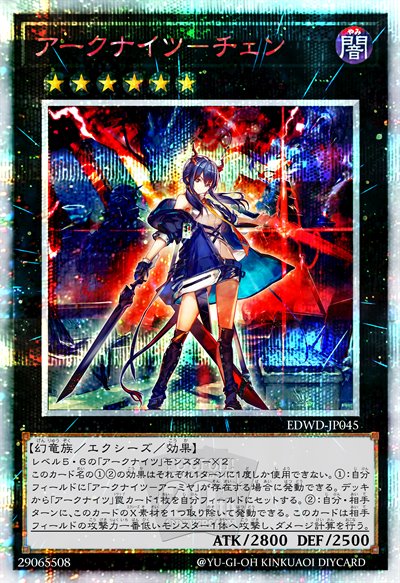 アークナイツーチェン
やみ
闇
EDWD-JP045
【幻竜族／エクシーズ／効果】
レベル5・6の「アークナイツ」モンスター×2
このカード名の①②の効果はそれぞれ1ターンに1度しか使用できない。①：自分
フィールドに「アークナイツーアーミヤ」が存在する場合に発動できる。デッキ
から「アークナイツ」罠カード1枚を自分フィールドにセットする。②：自分・相手
ターンに、このカードのX素材を1つ取り除いて発動できる。このカードは相手
フィールドの攻撃力一番低いモンスター1体へ攻撃し、ダメージ計算を行う。
ATK/2800 DEF/2500
29065508
@YU-GI-OH KINKUAOI DIYCARD